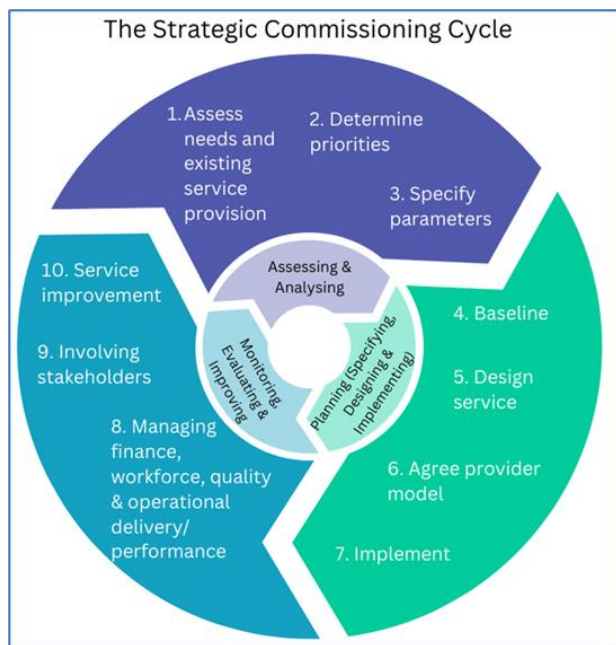 The Strategic Commissioning Cycle
1. Assess
needs and
existing
service
provision
2. Determine
priorities
3. Specify
parameters
4. Baseline
5. Design
service
6. Agree provider
model
7. Implement
8. Managing
finance,
workforce, quality
& operational
delivery/
performance
9. Involving
stakeholders
10. Service
improvement
Assessing &
Analysing
Planning (Specifying,
Designing &
Implementing)
Monitoring,
Evaluating &
Improving